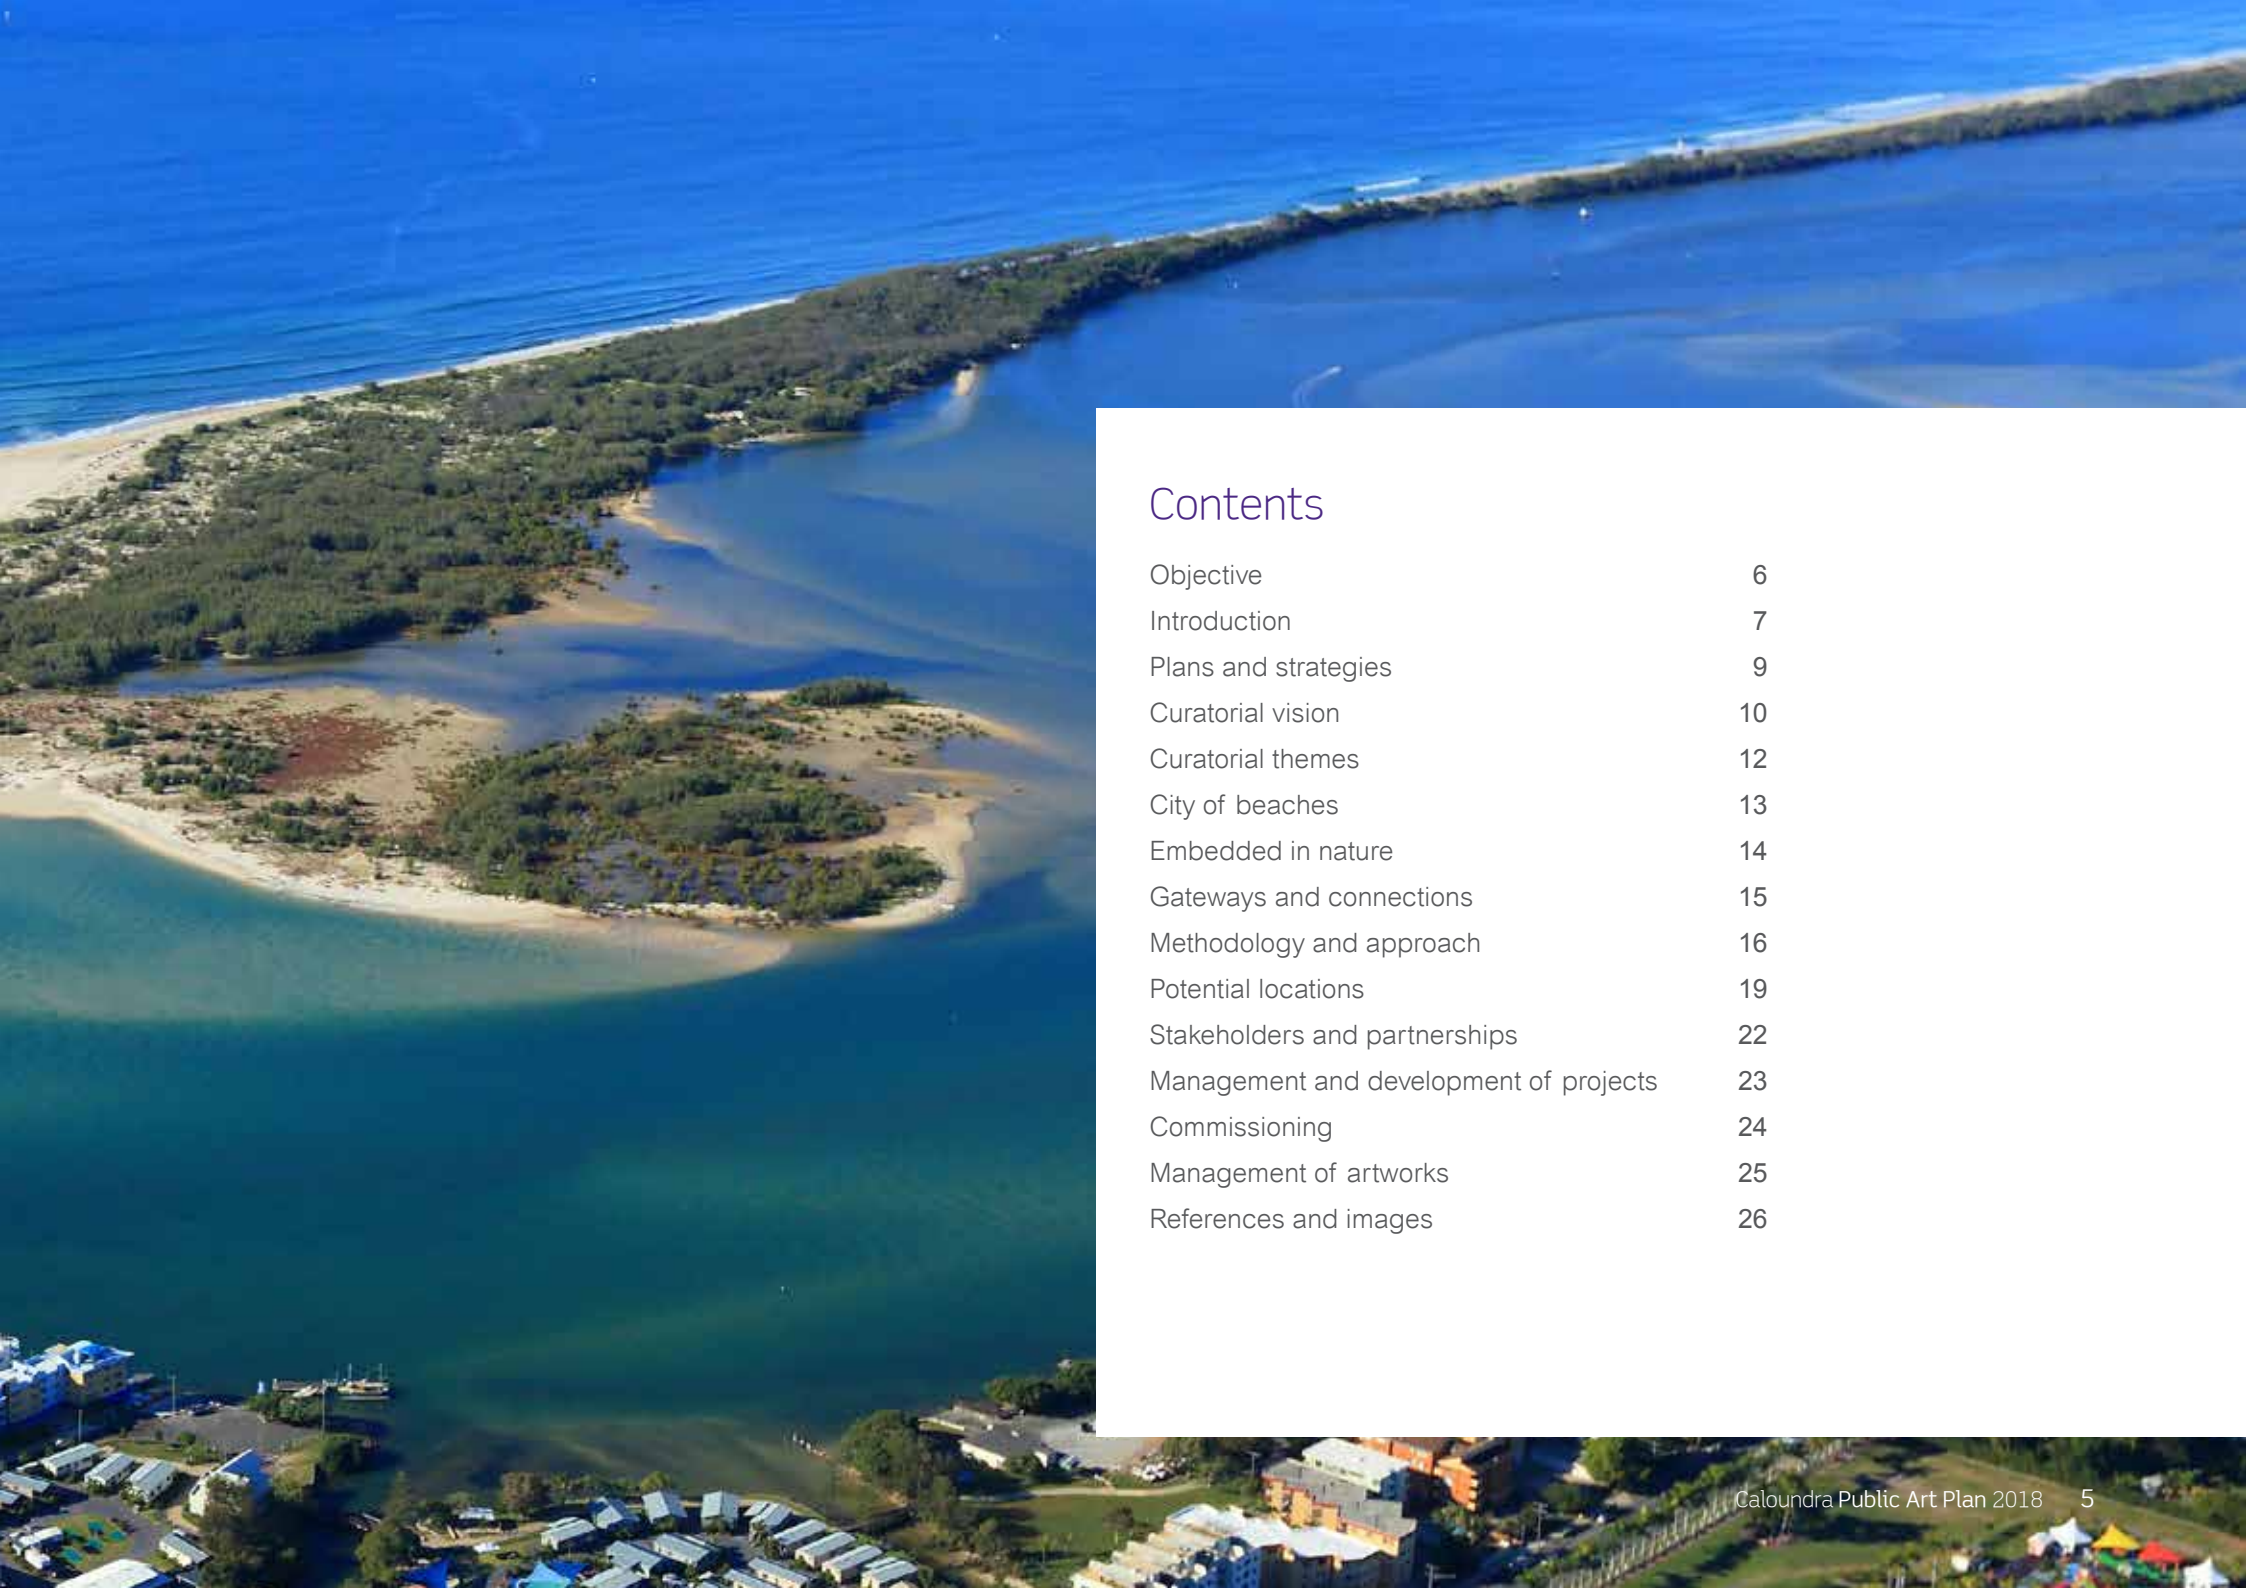 Contents
Objective 6
Introduction 7
Plans and strategies 9
Curatorial vision 10
Curatorial themes 12
City of beaches 13
Embedded in nature 14
Gateways and connections 15
Methodology and approach 16
Potential locations 19
Stakeholders and partnerships 22
Management and development of projects 23
Commissioning 24
Management of artworks 25
References and images 26
Caloundra Public Art Plan 2018 5